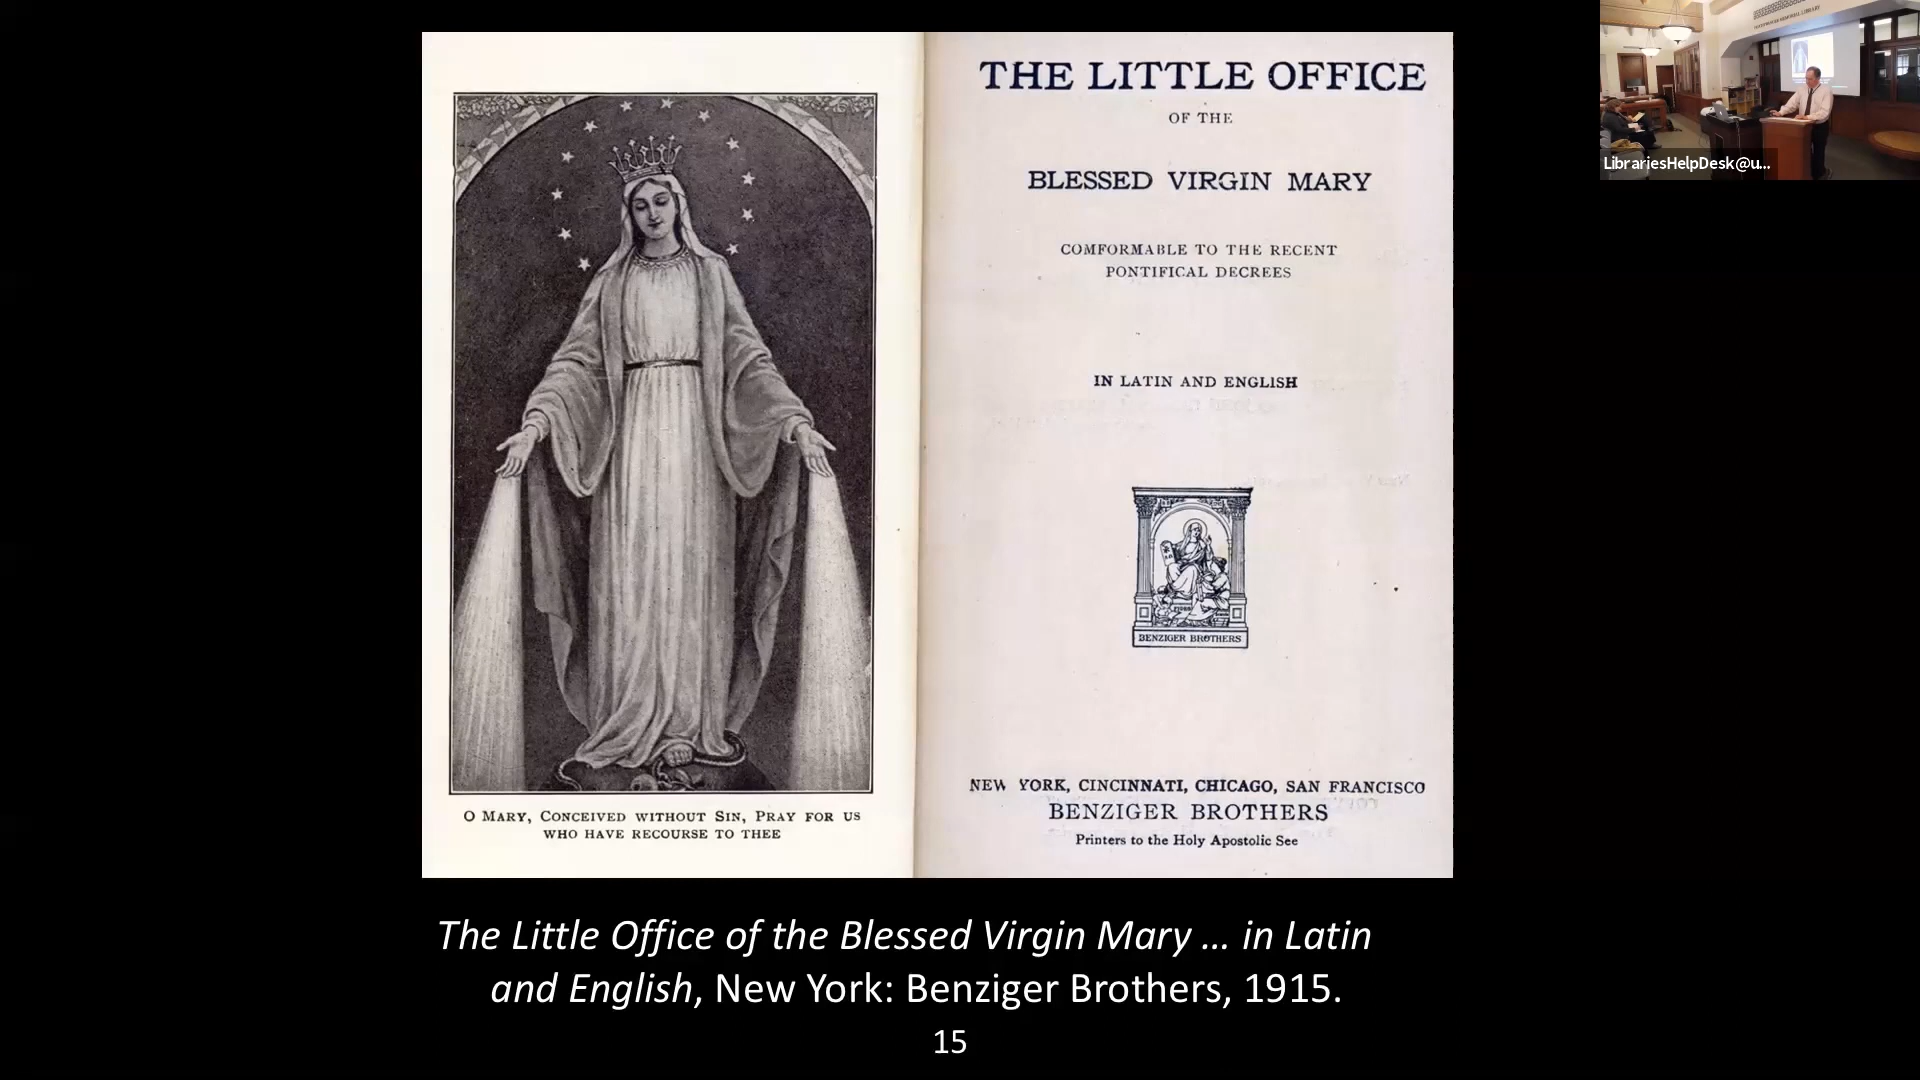 O MARY, CONCEIVED WITHOUT SIN, PRAY FOR US
WHO HAVE RECOURSE TO THEE
THE LITTLE OFFICE
OF THE
BLESSED VIRGIN MARY
COMFORMABLE TO THE RECENT
PONTIFICAL DECREES
IN LATIN AND ENGLISH
BENZIGER BROTHERS
NEW YORK, CINCINNATI, CHICAGO, SAN FRANCISCO
BENZIGER BROTHERS
Printers to the Holy Apostolic See
The Little Office of the Blessed Virgin Mary ... in Latin
and English, New York: Benziger Brothers, 1915.
15
LibrariesHelpDesk@u...